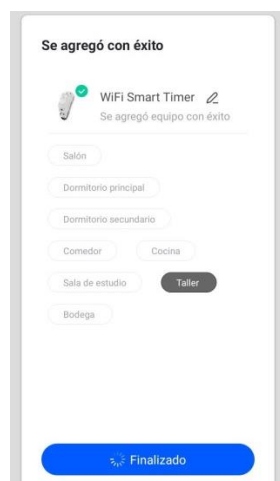 Se agregó con éxito
WiFi Smart Timer
Se agregó equipo con éxito
Salón
Dormitorio principal
Dormitorio secundario
Comedor Cocina
Sala de estudio Taller
Bodega
Finalizado